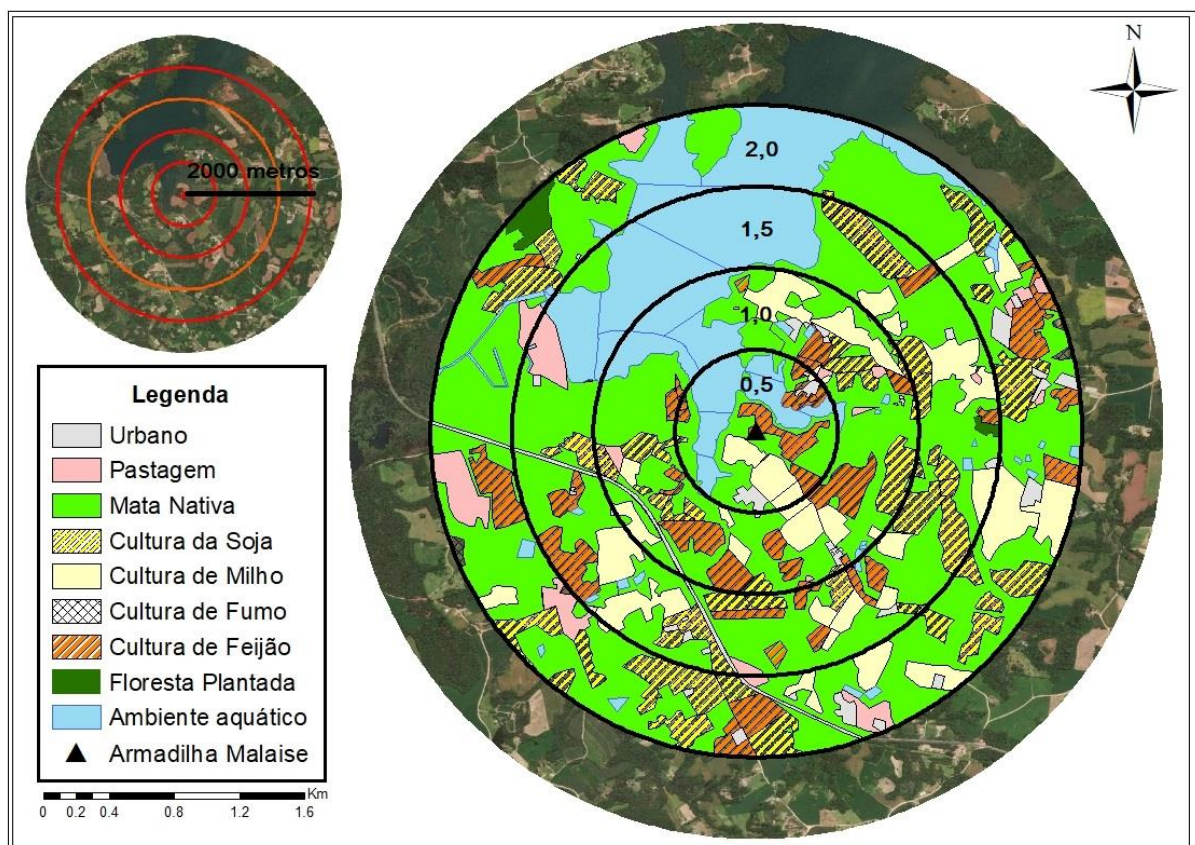 N
2000 metros
2,0
1,5
1,0
0,5
Legenda
Urbano
Pastagem
Mata Nativa
Cultura da Soja
Cultura de Milho
Cultura de Fumo
Cultura de Feijão
Floresta Plantada
Ambiente aquático
Armadilha Malaise
Km
0 0.2 0.4 0.8 1.2 1.6